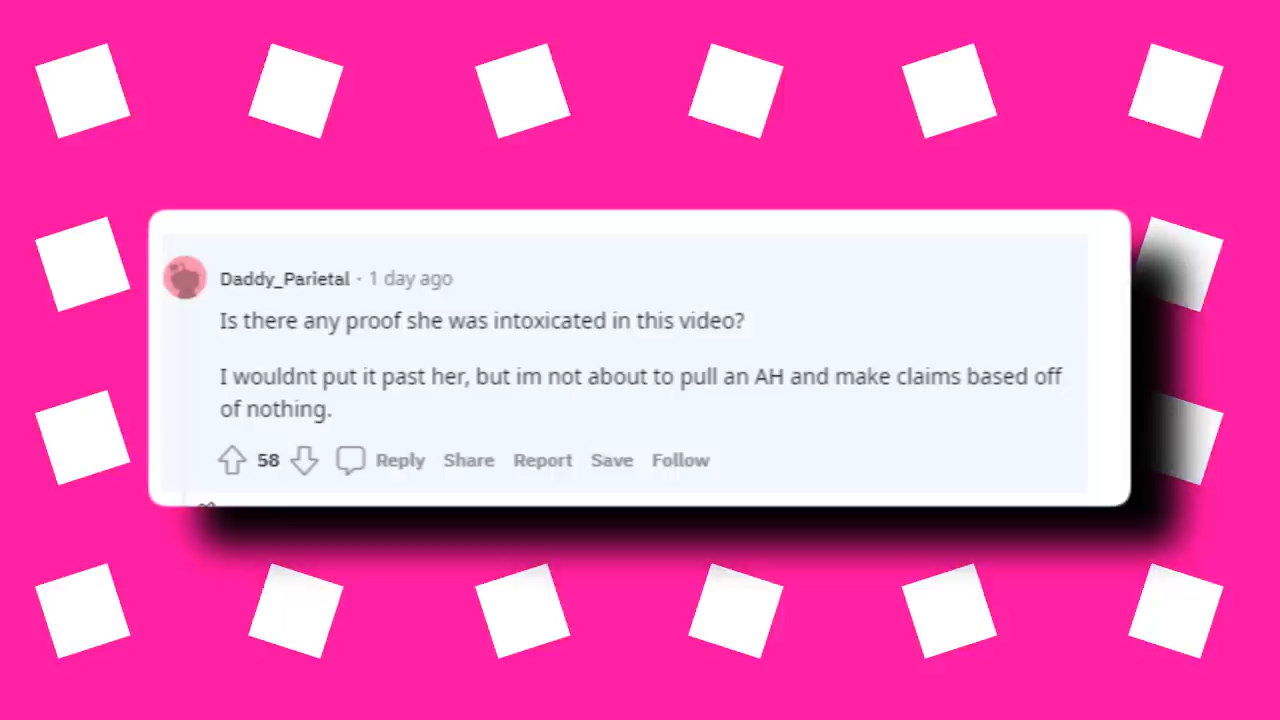 Daddy_Parietal · 1 day ago
Is there any proof she was intoxicated in this video?
I wouldnt put it past her, but im not about to pull an AH and make claims based off
of nothing.
58 Reply Share Report Save Follow